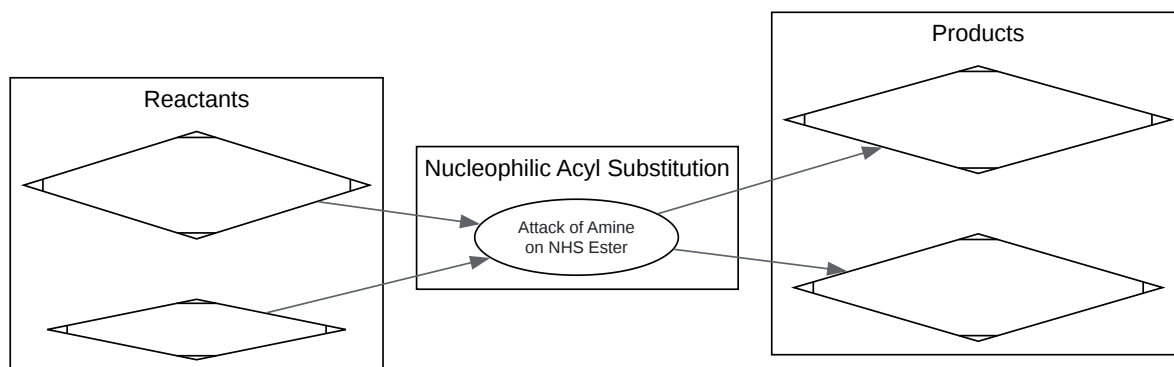 Reactants
Nucleophilic Acyl Substitution
Attack of Amine
on NHS Ester
Products